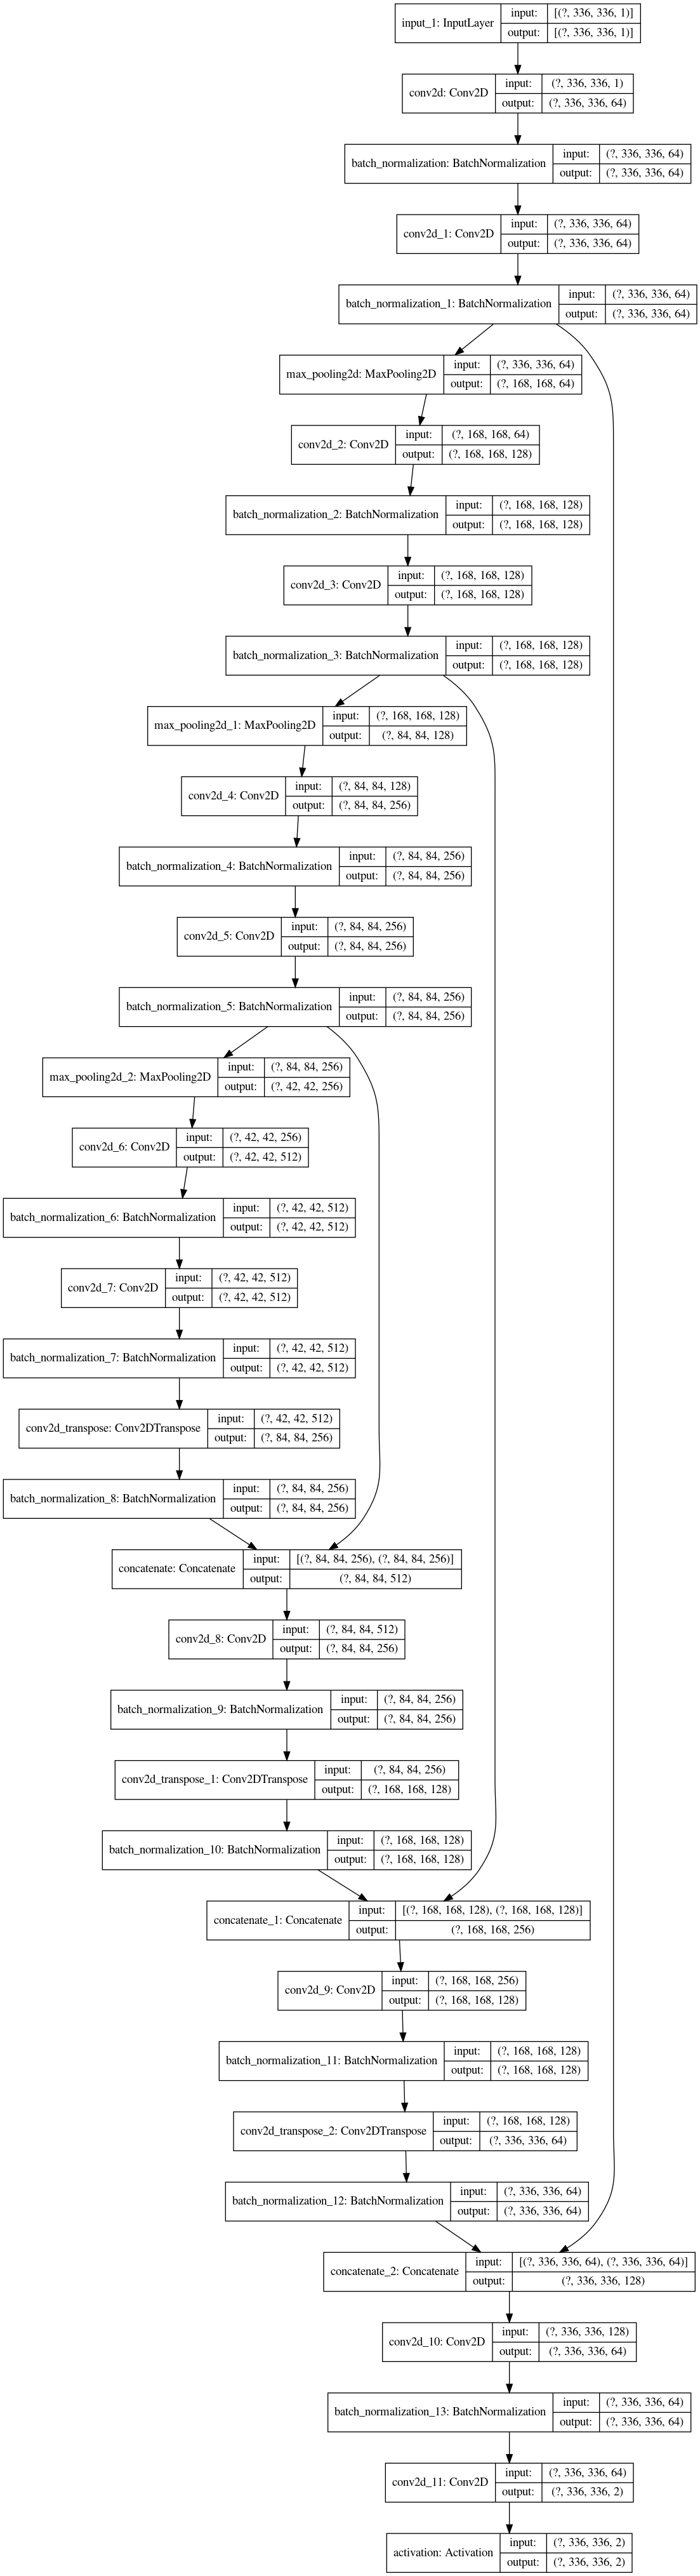 input_1: InputLayer
input: [(?, 336, 336, 1)]
output: [(?, 336, 336, 1)]
conv2d: Conv2D
input: (?, 336, 336, 1)
output: (?, 336, 336, 64)
batch_normalization: BatchNormalization
input: (?, 336, 336, 64)
output: (?, 336, 336, 64)
conv2d_1: Conv2D
input: (?, 336, 336, 64)
output: (?, 336, 336, 64)
batch_normalization_1: BatchNormalization
input: (?, 336, 336, 64)
output: (?, 336, 336, 64)
max_pooling2d: MaxPooling2D
input: (?, 336, 336, 64)
output: (?, 168, 168, 64)
conv2d_2: Conv2D
input: (?, 168, 168, 64)
output: (?, 168, 168, 128)
batch_normalization_2: BatchNormalization
input: (?, 168, 168, 128)
output: (?, 168, 168, 128)
conv2d_3: Conv2D
input: (?, 168, 168, 128)
output: (?, 168, 168, 128)
batch_normalization_3: BatchNormalization
input: (?, 168, 168, 128)
output: (?, 168, 168, 128)
max_pooling2d_1: MaxPooling2D
input: (?, 168, 168, 128)
output: (?, 84, 84, 128)
conv2d_4: Conv2D
input: (?, 84, 84, 128)
output: (?, 84, 84, 256)
batch_normalization_4: BatchNormalization
input: (?, 84, 84, 256)
output: (?, 84, 84, 256)
conv2d_5: Conv2D
input: (?, 84, 84, 256)
output: (?, 84, 84, 256)
batch_normalization_5: BatchNormalization
input: (?, 84, 84, 256)
output: (?, 84, 84, 256)
max_pooling2d_2: MaxPooling2D
input: (?, 84, 84, 256)
output: (?, 42, 42, 256)
conv2d_6: Conv2D
input: (?, 42, 42, 256)
output: (?, 42, 42, 512)
batch_normalization_6: BatchNormalization
input: (?, 42, 42, 512)
output: (?, 42, 42, 512)
conv2d_7: Conv2D
input: (?, 42, 42, 512)
output: (?, 42, 42, 512)
batch_normalization_7: BatchNormalization
input: (?, 42, 42, 512)
output: (?, 42, 42, 512)
conv2d_transpose: Conv2DTranspose
input: (?, 42, 42, 512)
output: (?, 84, 84, 256)
batch_normalization_8: BatchNormalization
input: (?, 84, 84, 256)
output: (?, 84, 84, 256)
concatenate: Concatenate
input: [(?, 84, 84, 256), (?, 84, 84, 256)]
output: (?, 84, 84, 512)
conv2d_8: Conv2D
input: (?, 84, 84, 512)
output: (?, 84, 84, 256)
batch_normalization_9: BatchNormalization
input: (?, 84, 84, 256)
output: (?, 84, 84, 256)
conv2d_transpose_1: Conv2DTranspose
input: (?, 84, 84, 256)
output: (?, 168, 168, 128)
batch_normalization_10: BatchNormalization
input: (?, 168, 168, 128)
output: (?, 168, 168, 128)
concatenate_1: Concatenate
input: [(?, 168, 168, 128), (?, 168, 168, 128)]
output: (?, 168, 168, 256)
conv2d_9: Conv2D
input: (?, 168, 168, 256)
output: (?, 168, 168, 128)
batch_normalization_11: BatchNormalization
input: (?, 168, 168, 128)
output: (?, 168, 168, 128)
conv2d_transpose_2: Conv2DTranspose
input: (?, 168, 168, 128)
output: (?, 336, 336, 64)
batch_normalization_12: BatchNormalization
input: (?, 336, 336, 64)
output: (?, 336, 336, 64)
concatenate_2: Concatenate
input: [(?, 336, 336, 64), (?, 336, 336, 64)]
output: (?, 336, 336, 128)
conv2d_10: Conv2D
input: (?, 336, 336, 128)
output: (?, 336, 336, 64)
batch_normalization_13: BatchNormalization
input: (?, 336, 336, 64)
output: (?, 336, 336, 64)
conv2d_11: Conv2D
input: (?, 336, 336, 64)
output: (?, 336, 336, 2)
activation: Activation
input: (?, 336, 336, 2)
output: (?, 336, 336, 2)